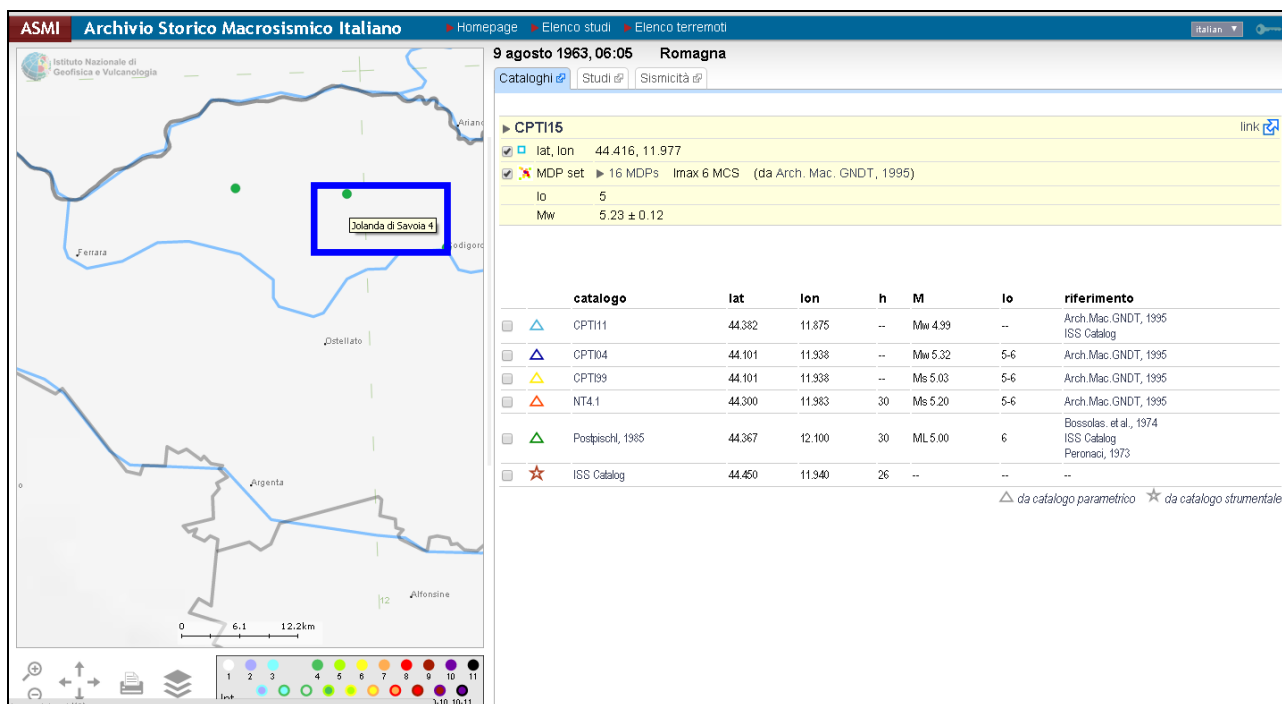 ASMI Archivio Storico Macrosismico Italiano Homepage Elenco studi Elenco terremoti italian
Istituto Nazionale di
Geofisica e Vulcanologia
Ariano
Jolanda di Savoia 4
Ferrara
Ostellato
Argenta
Alfonsine
12
0 6.1 12.2km
1 2 3 4 5 6 7 8 9 10 11
9 agosto 1963, 06:05 Romagna
Cataloghi Studi Sismicità
CPTI15 link
lat, lon 44.416, 11.977
MDP set 16 MDPs Imax 6 MCS (da Arch. Mac. GNDT, 1995)
Io 5
Mw 5.23 ± 0.12
catalogo lat lon h M Io riferimento
CPTI11 44.382 11.875 -- Mw 4.99 -- Arch.Mac.GNDT, 1995
ISS Catalog
CPTI04 44.101 11.938 -- Mw 5.32 5-6 Arch.Mac.GNDT, 1995
CPTI99 44.101 11.938 -- Ms 5.03 5-6 Arch.Mac.GNDT, 1995
NT4.1 44.300 11.983 30 Ms 5.20 5-6 Arch.Mac.GNDT, 1995
Postpischl, 1985 44.367 12.100 30 ML 5.00 6 Bossolas. et al., 1974
ISS Catalog
Peronaci, 1973
ISS Catalog 44.450 11.940 26 -- -- --
da catalogo parametrico da catalogo strumentale